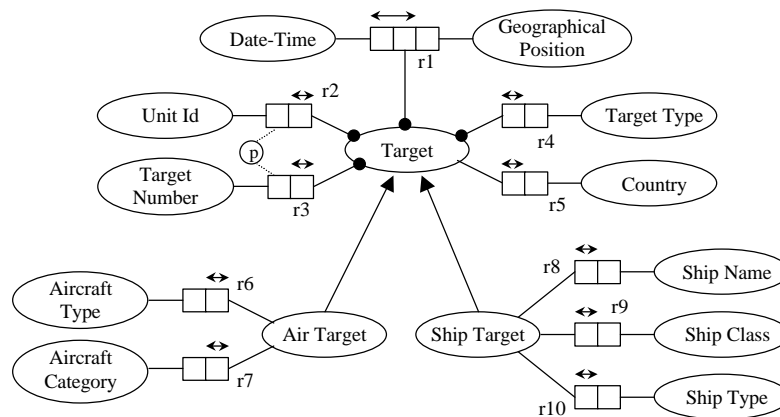 Date-Time
Geographical
Position
r1
Unit Id
r2
Target Type
r4
p
Target
Target
Number
r3
Country
r5
Aircraft
Type
r6
r8
Ship Name
r9
Air Target
Ship Target
Ship Class
Aircraft
Category
r7
r10
Ship Type